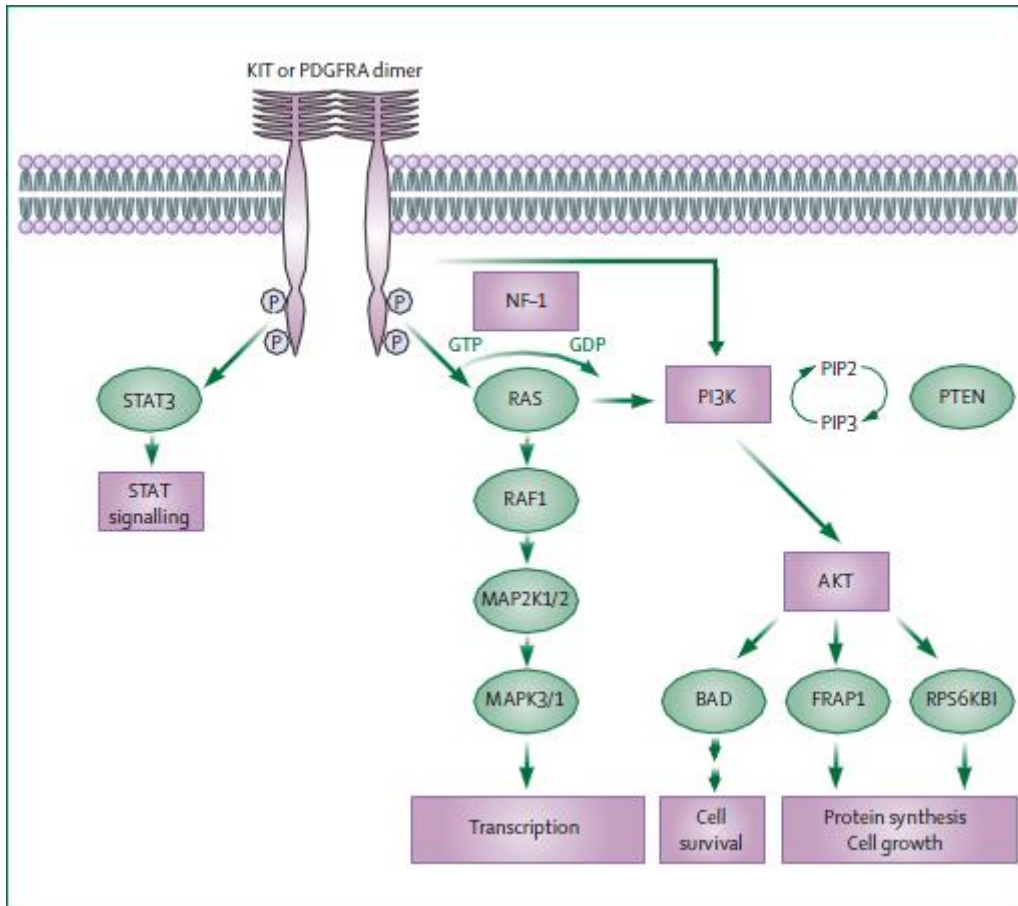 KIT or PDGFRA dimer
P
P
P
P
NF-1
GTP
GDP
STAT3
RAS
PI3K
PIP2
PIP3
PTEN
STAT
signalling
RAF1
MAP2K1/2
AKT
MAPK3/1
BAD
FRAP1
RPS6KBI
Transcription
Cell
survival
Protein synthesis
Cell growth